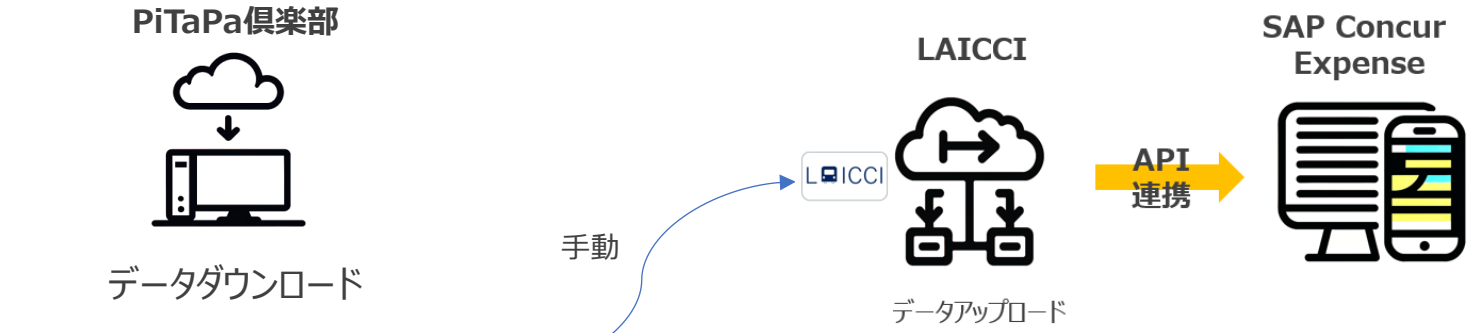 PiTaPa倶楽部
データダウンロード
手動
LAICCI
L ICCI
データアップロード
API
連携
SAP Concur
Expense